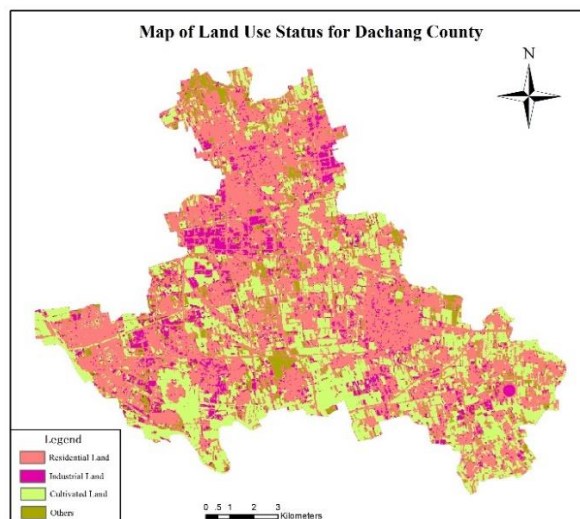 Map of Land Use Status for Dachang County
N
Legend
Residential Land
Industrial Land
Cultivated Land
Others
0 .5 1 2 3
Kilometers